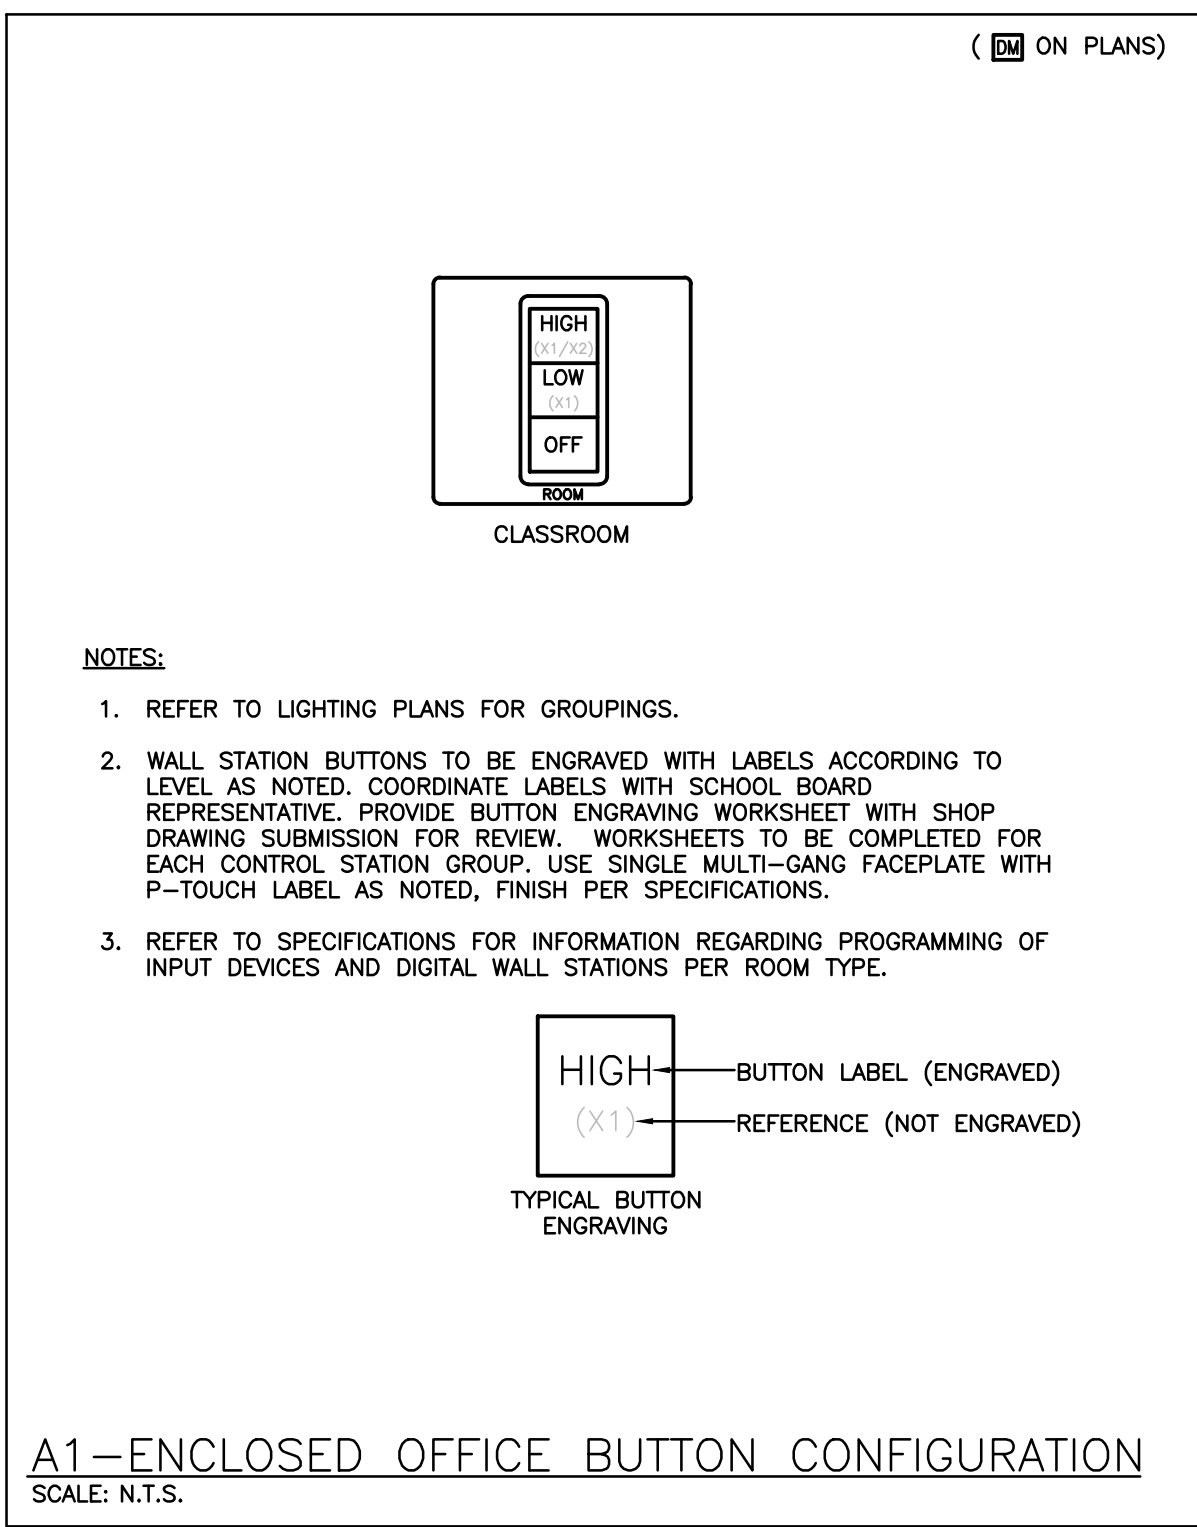 ( DM ON PLANS)
HIGH
(X1/X2)
LOW
(X1)
OFF
ROOM
CLASSROOM
NOTES:
1. REFER TO LIGHTING PLANS FOR GROUPINGS.
2. WALL STATION BUTTONS TO BE ENGRAVED WITH LABELS ACCORDING TO
LEVEL AS NOTED. COORDINATE LABELS WITH SCHOOL BOARD
REPRESENTATIVE. PROVIDE BUTTON ENGRAVING WORKSHEET WITH SHOP
DRAWING SUBMISSION FOR REVIEW. WORKSHEETS TO BE COMPLETED FOR
EACH CONTROL STATION GROUP. USE SINGLE MULTI-GANG FACEPLATE WITH
P-TOUCH LABEL AS NOTED, FINISH PER SPECIFICATIONS.
3. REFER TO SPECIFICATIONS FOR INFORMATION REGARDING PROGRAMMING OF
INPUT DEVICES AND DIGITAL WALL STATIONS PER ROOM TYPE.
HIGH
BUTTON LABEL (ENGRAVED)
(X1)
REFERENCE (NOT ENGRAVED)
TYPICAL BUTTON
ENGRAVING
A1-ENCLOSED OFFICE BUTTON CONFIGURATION
SCALE: N.T.S.